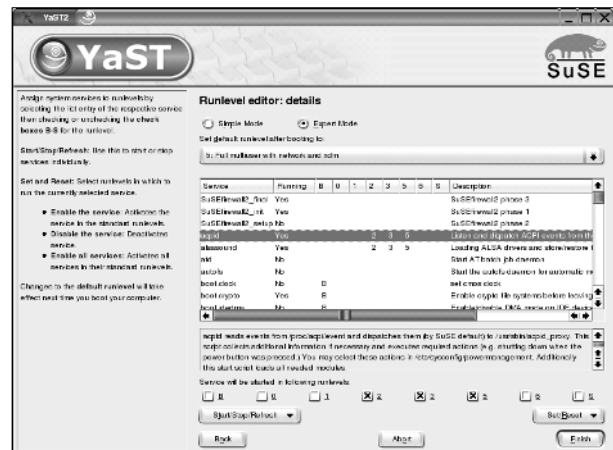 YaST2
YaST
SuSE
Assign system services to runlevels by
selecting the list entry of the respective service
then checking or unchecking the check
boxes B-S for the runlevel.
Start/Stop/Refresh: Use this to start or stop
services individually.
Set and Reset: Select runlevels in which to
run the currently selected service.
Enable the service: Activates the
service in the standard runlevels.
Disable the service: Deactivates
service.
Enable all services: Activates all
services in their standard runlevels.
Changes to the default runlevel will take
effect next time you boot your computer.
Runlevel editor: details
Simple Mode Expert Mode
Set default runlevel after booting to:
5: Full multiuser with network and xdm
Service Running B 0 1 2 3 5 6 S Description
SuSEfirewall2_final Yes SuSEfirewall2 phase 3
SuSEfirewall2_init Yes SuSEfirewall2 phase 1
SuSEfirewall2_setup No SuSEfirewall2 phase 2
acpid Yes 2 3 5 Listen and dispatch ACPI events from the
alsasound Yes 2 3 5 Loading ALSA drivers and store/restore
atd No Start AT batch job daemon
autofs No Start the autofs daemon for automatic
boot.clock No B set cmos clock
boot.crypto Yes B Enable crypto file systems before leaving
No B Enable/disable DMA mode on IDE device
acpid reads events from /proc/acpi/event and dispatches them (by SuSE default) to /usr/sbin/acpid_proxy. This
script collects additional information if necessary and executes required actions (e.g. shutting down when the
power button was pressed.) You may select these actions in /etc/sysconfig/powermanagement. Additionally
this start script loads all needed modules.
Service will be started in following runlevels:
B 0 1 2 3 5 6 S
Start/Stop/Refresh Set/Reset
Back Abort Finish